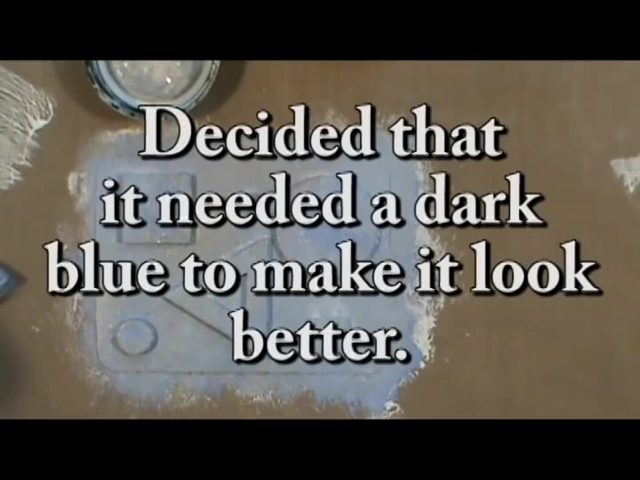 Decided that
it needed a dark
blue to make it look
better.